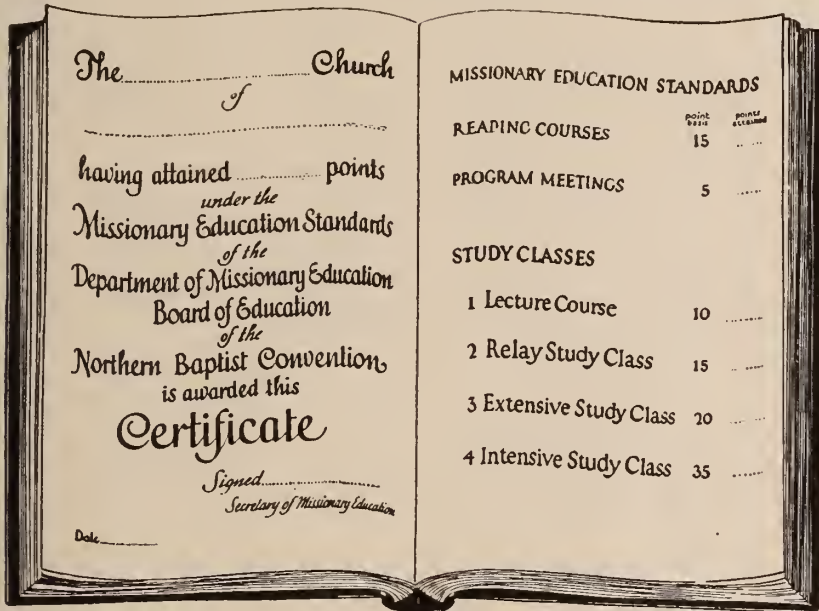 The ........................ Church
of
................................................
having attained ............ points
under the
Missionary Education Standards
of the
Department of Missionary Education
Board of Education
of the
Northern Baptist Convention
is awarded this
Certificate
Signed........................
Secretary of Missionary Education
Date............
MISSIONARY EDUCATION STANDARDS
point basis points attained
READING COURSES 15 ......
PROGRAM MEETINGS 5 ......
STUDY CLASSES
1 Lecture Course 10 ......
2 Relay Study Class 15 ......
3 Extensive Study Class 20 ......
4 Intensive Study Class 35 ......